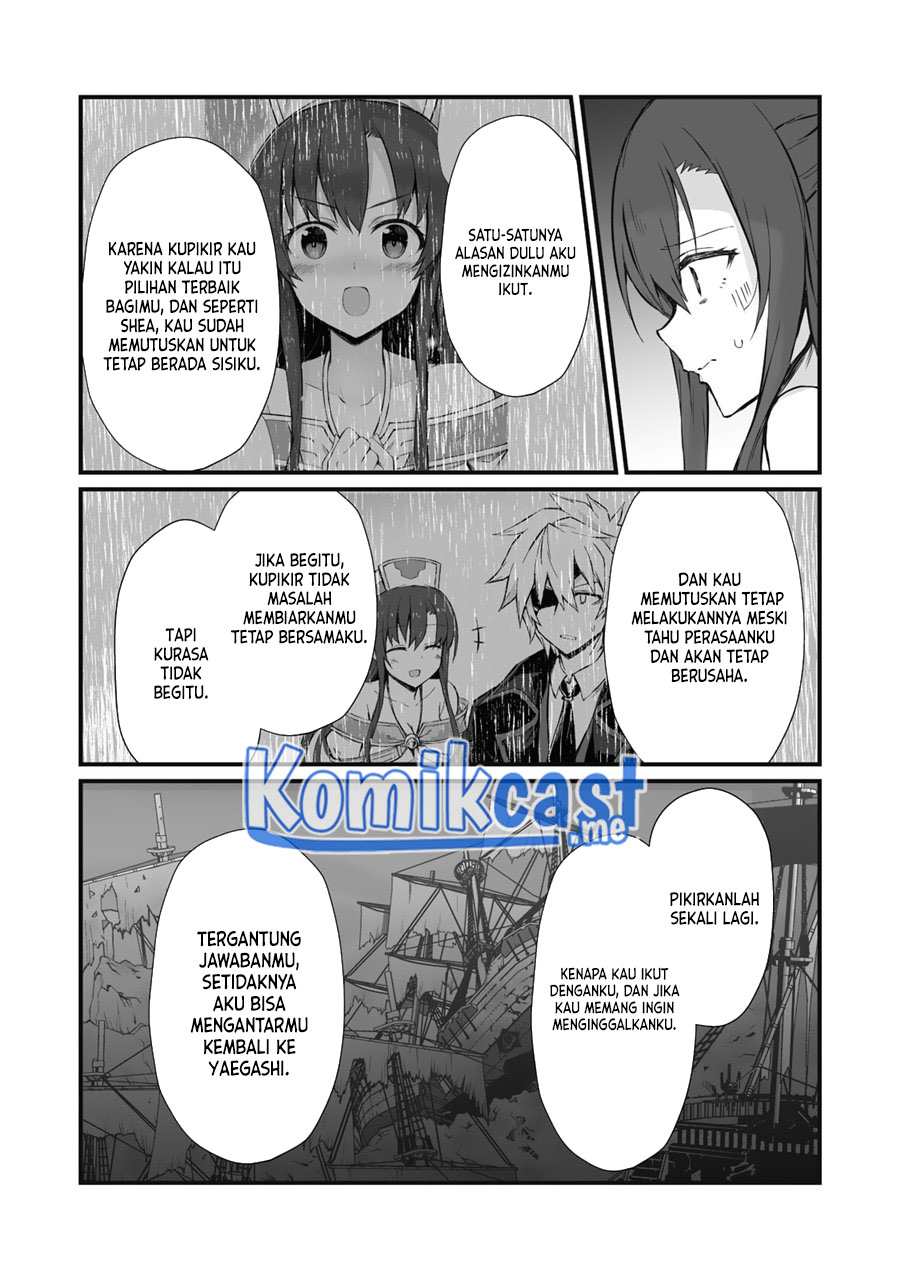 SATU-SATUNYA
ALASAN DULU AKU
MENGIZINKANMU
IKUT.
KARENA KUPIKIR KAU
YAKIN KALAU ITU
PILIHAN TERBAIK
BAGIMU, DAN SEPERTI
SHEA, KAU SUDAH
MEMUTUSKAN UNTUK
TETAP BERADA SISIKU.
DAN KAU
MEMUTUSKAN TETAP
MELAKUKANNYA MESKI
TAHU PERASAANKU
DAN AKAN TETAP
BERUSAHA.
JIKA BEGITU,
KUPIKIR TIDAK
MASALAH
MEMBIARKANMU
TETAP BERSAMAKU.
TAPI
KURASA
TIDAK
BEGITU.
Komikcast
.me
PIKIRKANLAH
SEKALI LAGI.
KENAPA KAU IKUT
DENGANKU, DAN JIKA
KAU MEMANG INGIN
MENGINGGALKANKU.
TERGANTUNG
JAWABANMU,
SETIDAKNYA
AKU BISA
MENGANTARMU
KEMBALI KE
YAEGASHI.